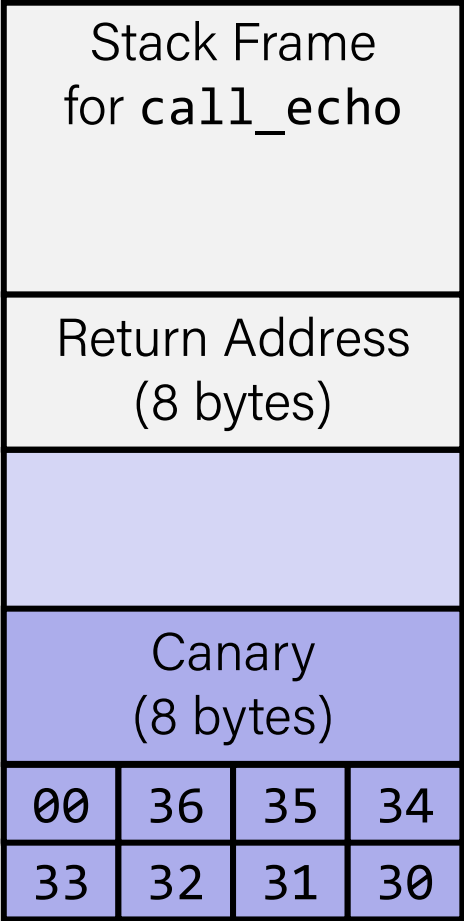 Stack Frame
for call_echo
Return Address
(8 bytes)
Canary
(8 bytes)
00 36 35 34
33 32 31 30